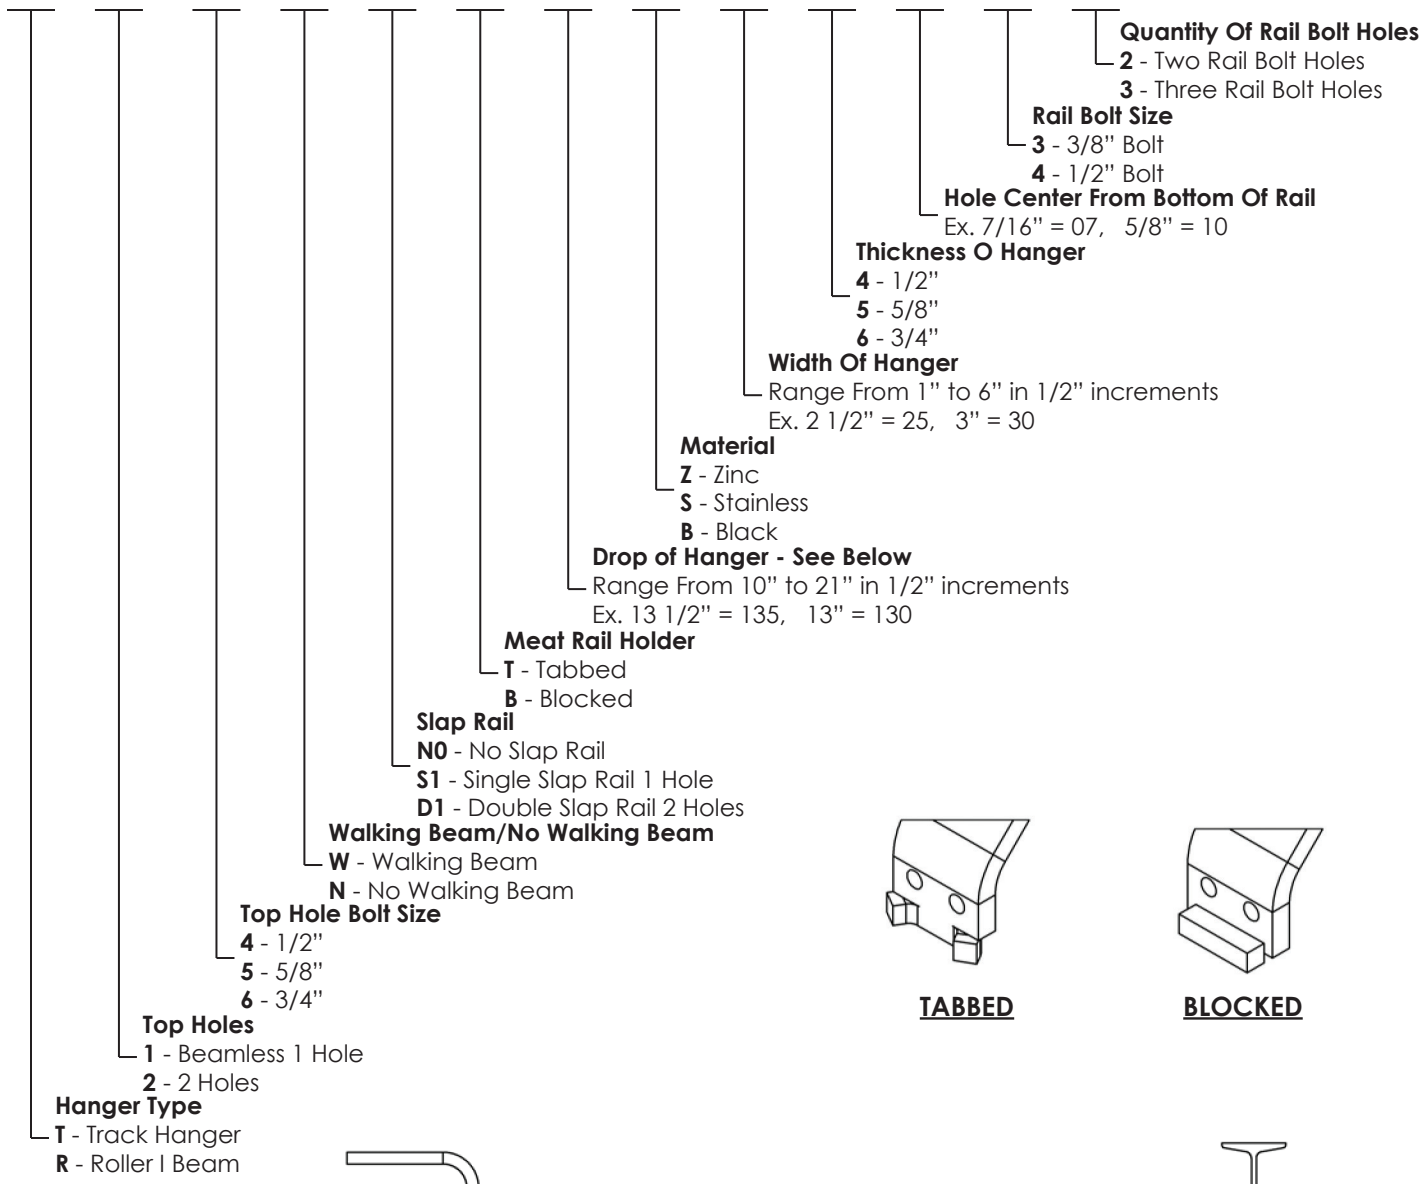 Quantity Of Rail Bolt Holes
2 - Two Rail Bolt Holes
3 - Three Rail Bolt Holes
Rail Bolt Size
3 - 3/8” Bolt
4 - 1/2” Bolt
Hole Center From Bottom Of Rail
Ex. 7/16” = 07, 5/8” = 10
Thickness O Hanger
4 - 1/2”
5 - 5/8”
6 - 3/4”
Width Of Hanger
Range From 1” to 6” in 1/2” increments
Ex. 2 1/2” = 25, 3” = 30
Material
Z - Zinc
S - Stainless
B - Black
Drop of Hanger - See Below
Range From 10” to 21” in 1/2” increments
Ex. 13 1/2” = 135, 13” = 130
Meat Rail Holder
T - Tabbed
B - Blocked
Slap Rail
N0 - No Slap Rail
S1 - Single Slap Rail 1 Hole
D1 - Double Slap Rail 2 Holes
Walking Beam/No Walking Beam
W - Walking Beam
N - No Walking Beam
Top Hole Bolt Size
4 - 1/2”
5 - 5/8”
6 - 3/4”
Top Holes
1 - Beamless 1 Hole
2 - 2 Holes
Hanger Type
T - Track Hanger
R - Roller I Beam
TABBED
BLOCKED